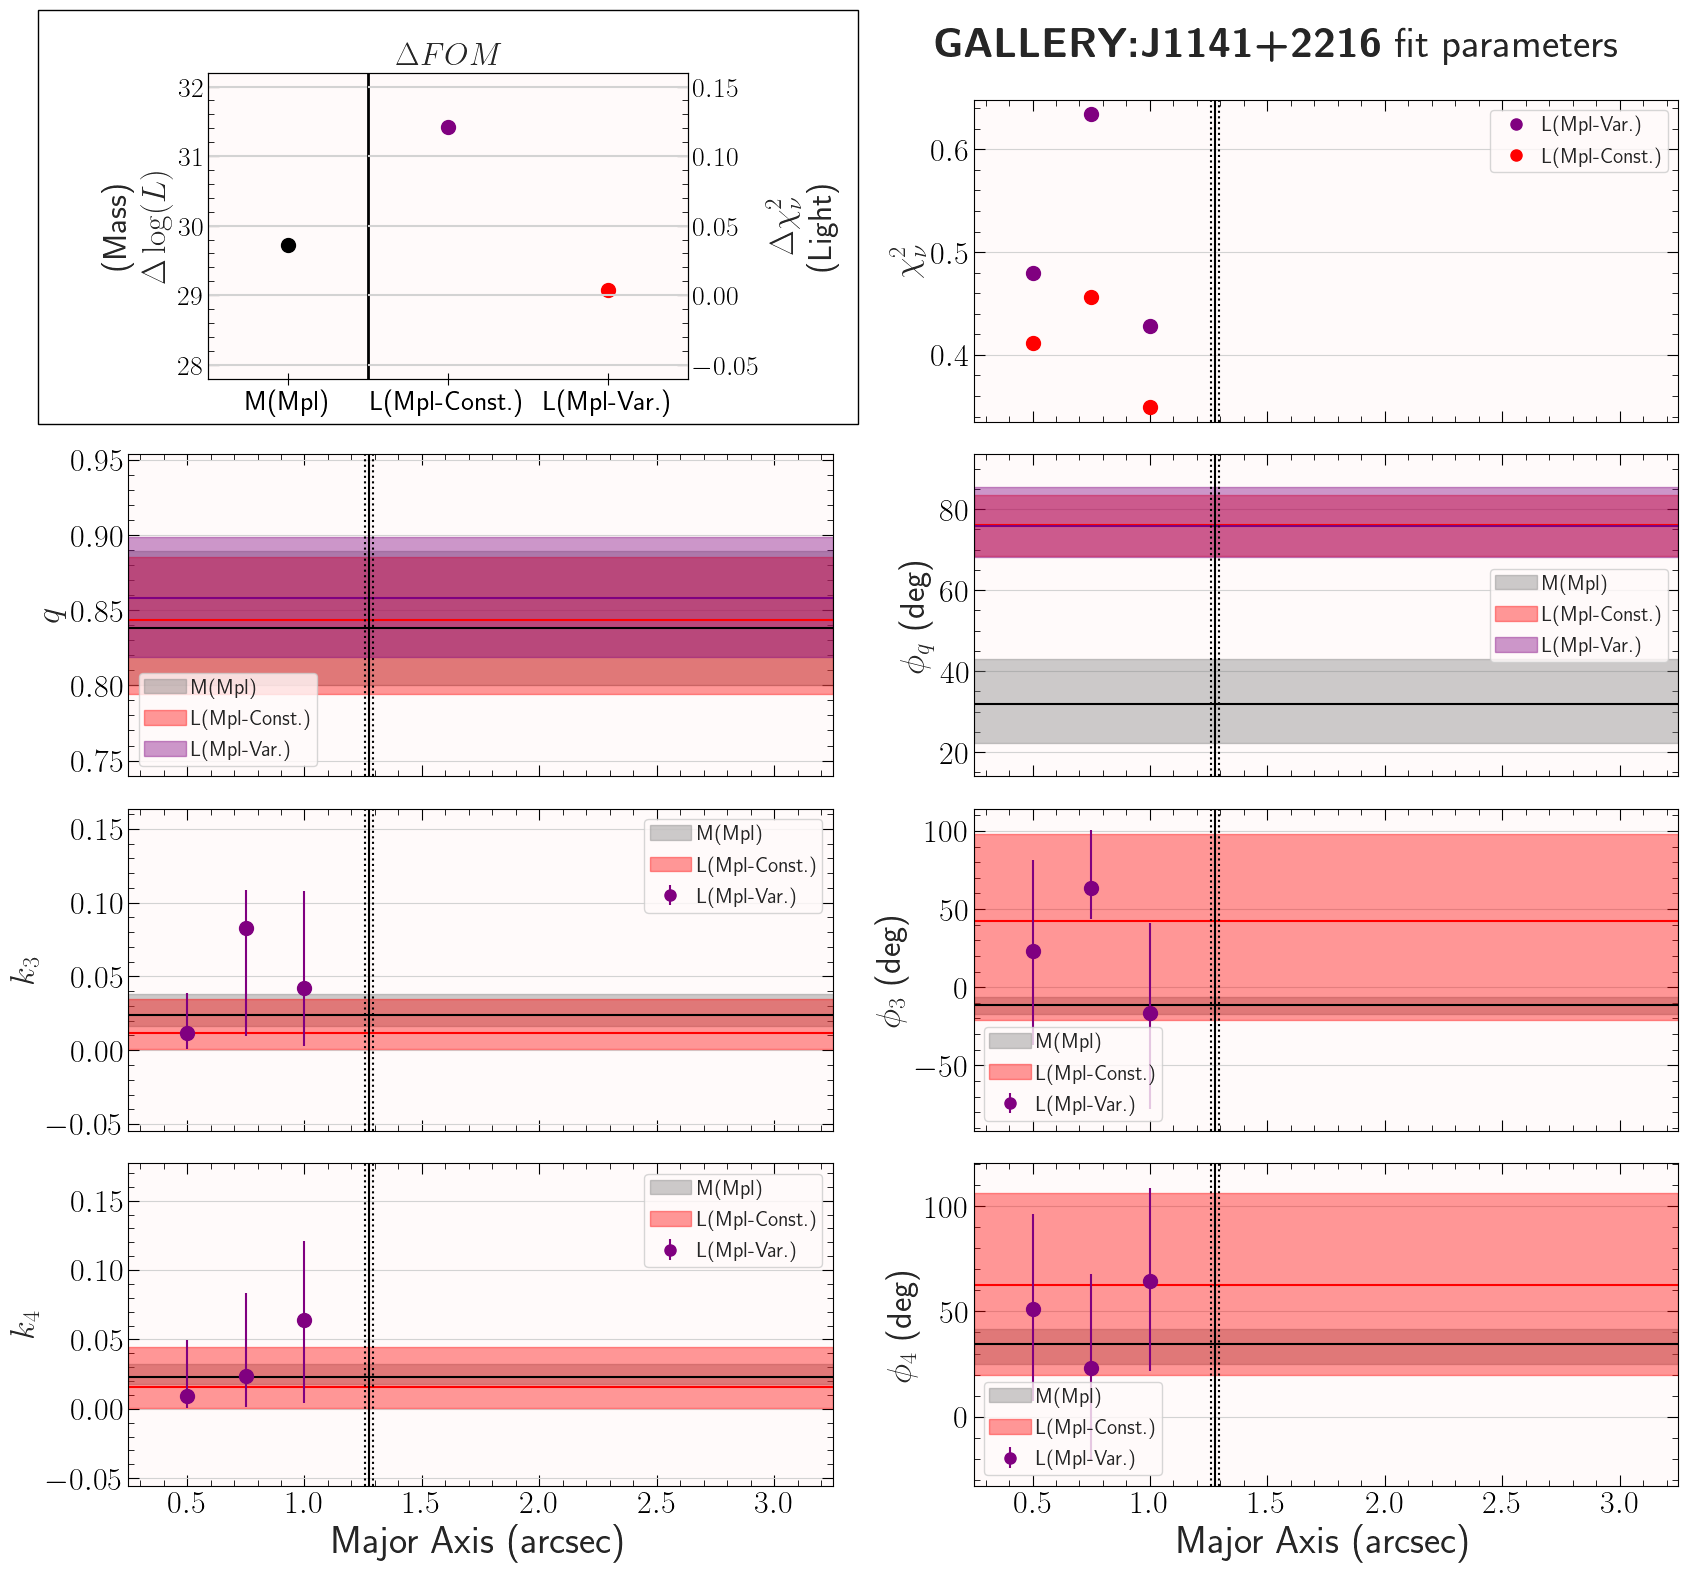 GALLERY:J1141+2216 fit parameters
ΔFOM
(Mass)
Δ log(L)
32
31
30
29
28
0.15
0.10
0.05
0.00
−0.05
Δχ²ᵥ
(Light)
M(Mpl)
L(Mpl-Const.)
L(Mpl-Var.)
χ²ᵥ
0.6
0.5
0.4
L(Mpl-Var.)
L(Mpl-Const.)
q
0.95
0.90
0.85
0.80
0.75
M(Mpl)
L(Mpl-Const.)
L(Mpl-Var.)
ϕq (deg)
80
60
40
20
M(Mpl)
L(Mpl-Const.)
L(Mpl-Var.)
k₃
0.15
0.10
0.05
0.00
−0.05
M(Mpl)
L(Mpl-Const.)
L(Mpl-Var.)
ϕ₃ (deg)
100
50
0
−50
M(Mpl)
L(Mpl-Const.)
L(Mpl-Var.)
k₄
0.15
0.10
0.05
0.00
−0.05
M(Mpl)
L(Mpl-Const.)
L(Mpl-Var.)
0.5 1.0 1.5 2.0 2.5 3.0
Major Axis (arcsec)
ϕ₄ (deg)
100
50
0
M(Mpl)
L(Mpl-Const.)
L(Mpl-Var.)
0.5 1.0 1.5 2.0 2.5 3.0
Major Axis (arcsec)